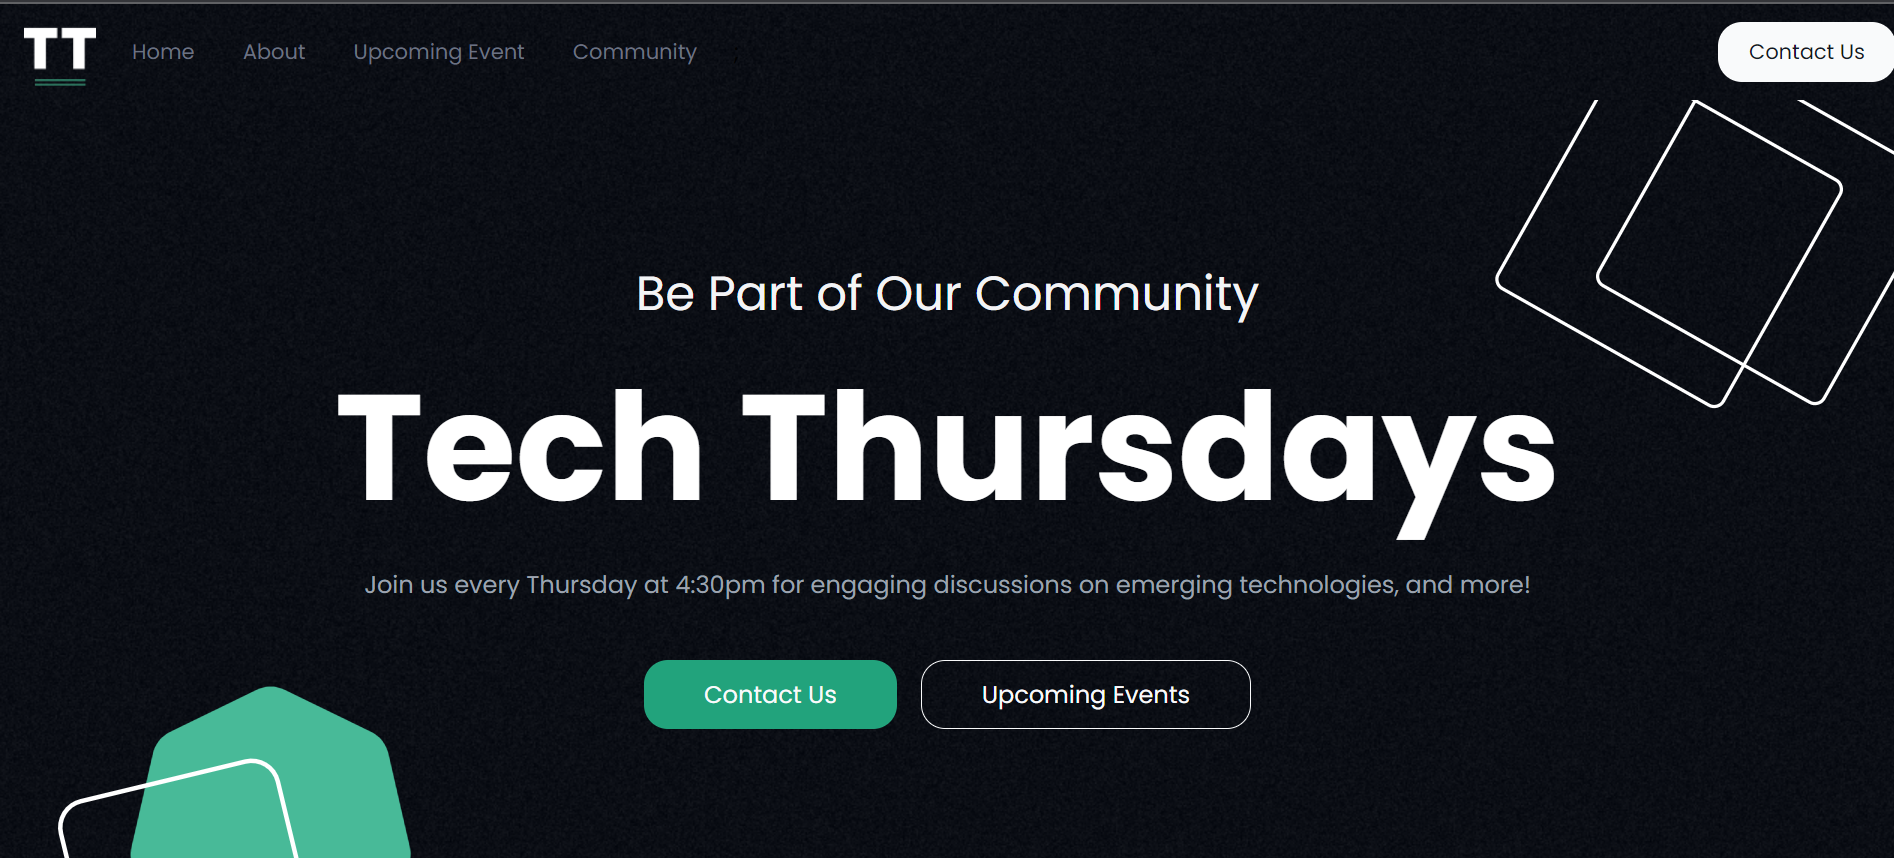 TT
Home
About
Upcoming Event
Community
Contact Us
Be Part of Our Community
Tech Thursdays
Join us every Thursday at 4:30pm for engaging discussions on emerging technologies, and more!
Contact Us
Upcoming Events